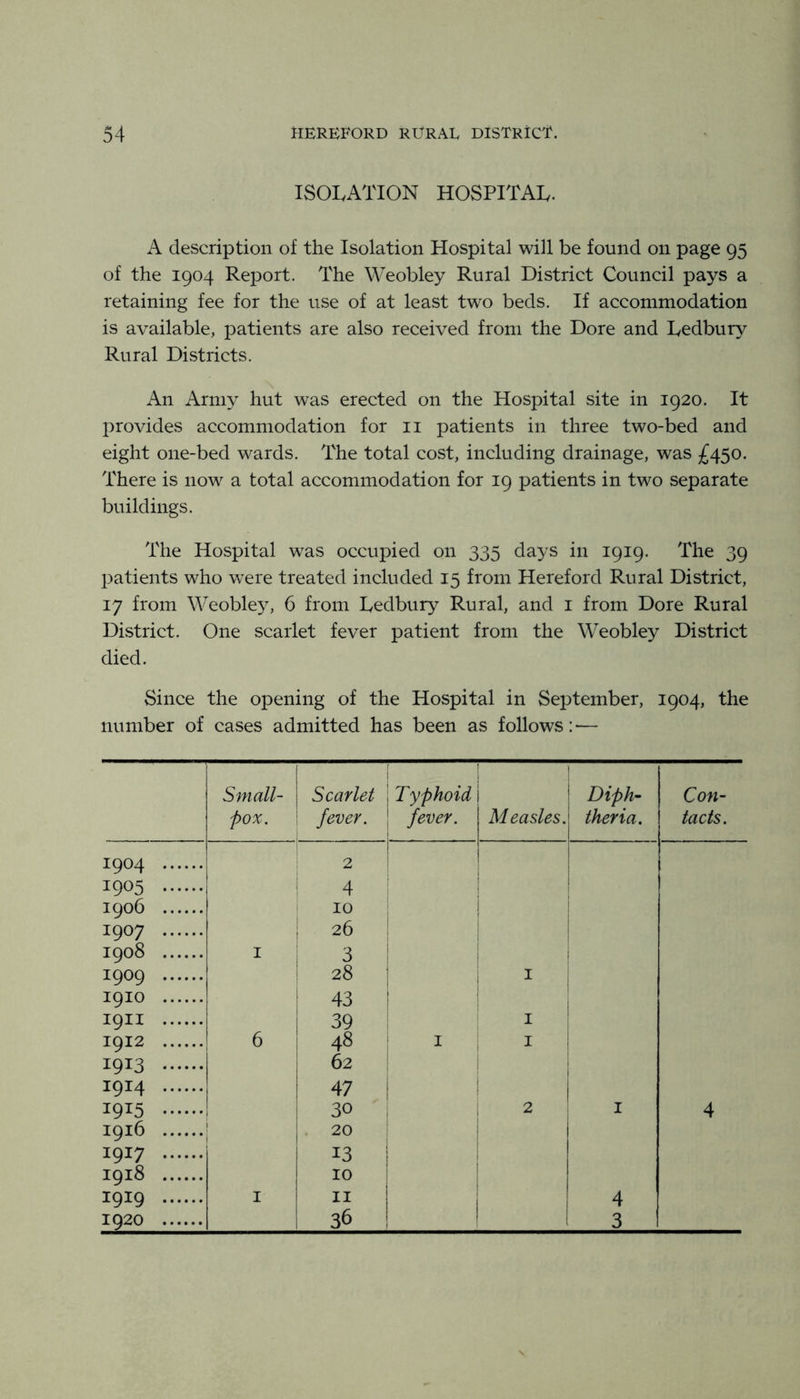 54 HEREFORD RURAL DISTRICT.
ISOLATION HOSPITAL.
A description of the Isolation Hospital will be found on page 95
of the 1904 Report. The Weobley Rural District Council pays a
retaining fee for the use of at least two beds. If accommodation
is available, patients are also received from the Dore and Ledbury
Rural Districts.
An Army hut was erected on the Hospital site in 1920. It
provides accommodation for 11 patients in three two-bed and
eight one-bed wards. The total cost, including drainage, was £450.
There is now a total accommodation for 19 patients in two separate
buildings.
The Hospital was occupied on 335 days in 1919. The 39
patients who were treated included 15 from Hereford Rural District,
17 from Weobley, 6 from Ledbury Rural, and 1 from Dore Rural
District. One scarlet fever patient from the Weobley District
died.
Since the opening of the Hospital in September, 1904, the
number of cases admitted has been as follows:—
Small- Scarlet Typhoid Diph- Con-
pox. fever. fever. Measles. theria. tacts.
1904 ...... 2
1905 ...... 4
1906 ...... 10
1907 ...... 26
1908 ...... 1 3
1909 ...... 28 1
1910 ...... 43
1911 ...... 39 1
1912 ...... 6 48 1 1
1913 ...... 62
1914 ...... 47
1915 ...... 30 2 1 4
1916 ...... 20
1917 ...... 13
1918 ...... 10
1919 ...... 1 11 4
1920 ...... 36 3